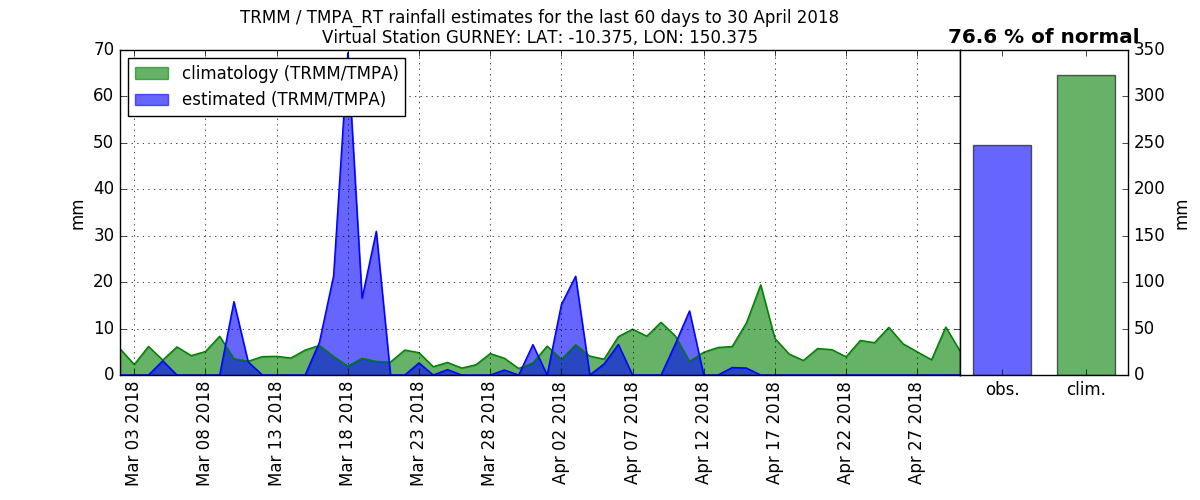 TRMM / TMPA_RT rainfall estimates for the last 60 days to 30 April 2018
Virtual Station GURNEY: LAT: -10.375, LON: 150.375
76.6 % of normal
climatology (TRMM/TMPA)
estimated (TRMM/TMPA)
70
60
50
40
30
20
10
0
mm
350
300
250
200
150
100
50
0
mm
Mar 03 2018
Mar 08 2018
Mar 13 2018
Mar 18 2018
Mar 23 2018
Mar 28 2018
Apr 02 2018
Apr 07 2018
Apr 12 2018
Apr 17 2018
Apr 22 2018
Apr 27 2018
obs.
clim.